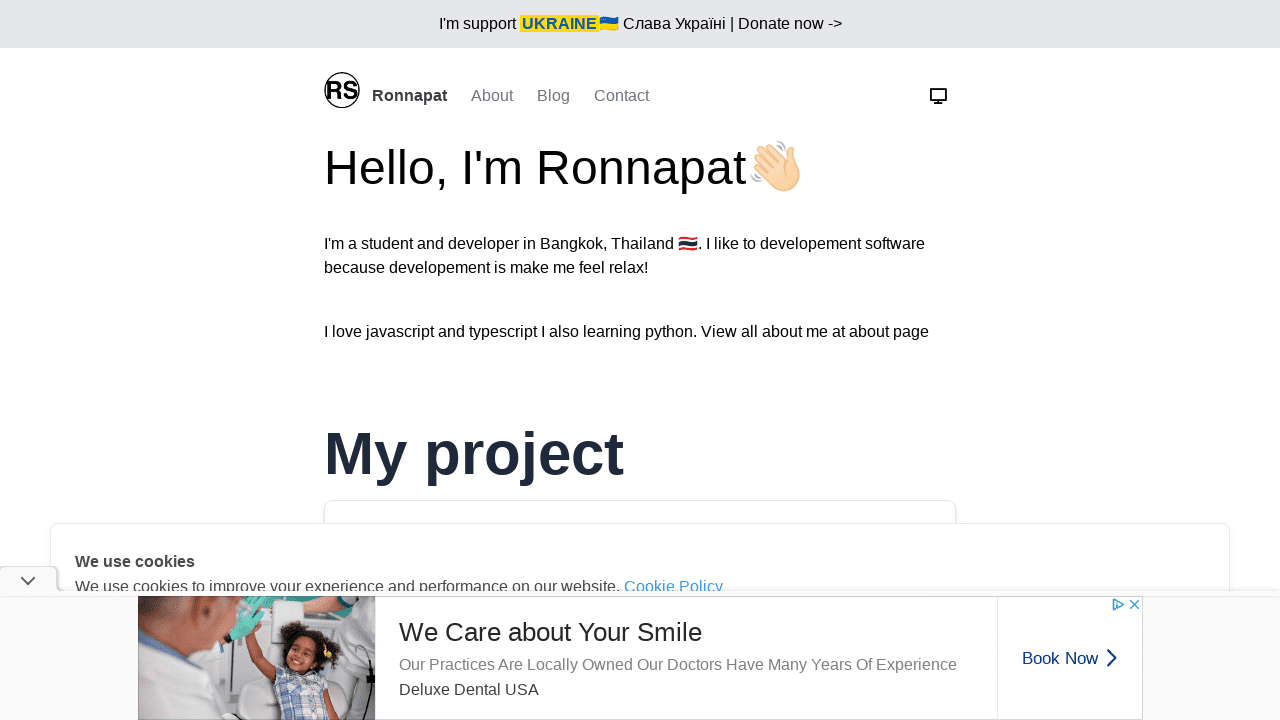 I'm support UKRAINE🇺🇦 Слава Україні | Donate now ->
RS Ronnapat About Blog Contact
Hello, I'm Ronnapat👋🏻
I'm a student and developer in Bangkok, Thailand 🇹🇭. I like to developement software
because developement is make me feel relax!
I love javascript and typescript I also learning python. View all about me at about page
My project
We use cookies
We use cookies to improve your experience and performance on our website. Cookie Policy
We Care about Your Smile
Our Practices Are Locally Owned Our Doctors Have Many Years Of Experience
Deluxe Dental USA
Book Now